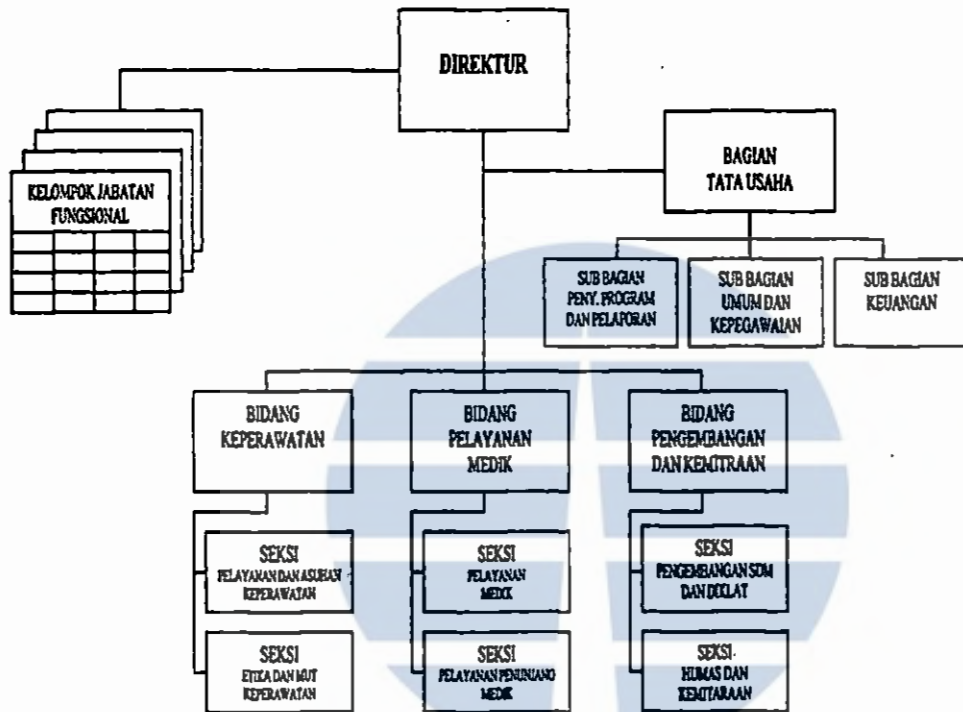 DIREKTUR
BAGIAN
TATA USAHA
KELOMPOK JABATAN
FUNGSIONAL
SUB BAGIAN
PENY. PROGRAM
DAN PELAPORAN
SUB BAGIAN
UMUM DAN
KEPEGAWAIAN
SUB BAGIAN
KEUANGAN
BIDANG
KEPERAWATAN
BIDANG
PELAYANAN
MEDIK
BIDANG
PENGEMBANGAN
DAN KEMITRAAN
SEKSI
PELAYANAN DAN ASUHAN
KEPERAWATAN
SEKSI
PELAYANAN
MEDIK
SEKSI
PENGEMBANGAN SDM
DAN DIKLAT
SEKSI
ETIKA DAN MUT
KEPERAWATAN
SEKSI
PELAYANAN PENUNJANG
MEDIK
SEKSI
HUMAS DAN
KEMITARAAN